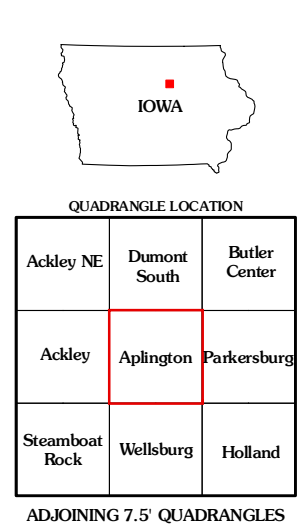 IOWA
QUADRANGLE LOCATION
Ackley NE
Dumont
South
Butler
Center
Ackley
Aplington
Parkersburg
Steamboat
Rock
Wellsburg
Holland
ADJOINING 7.5' QUADRANGLES